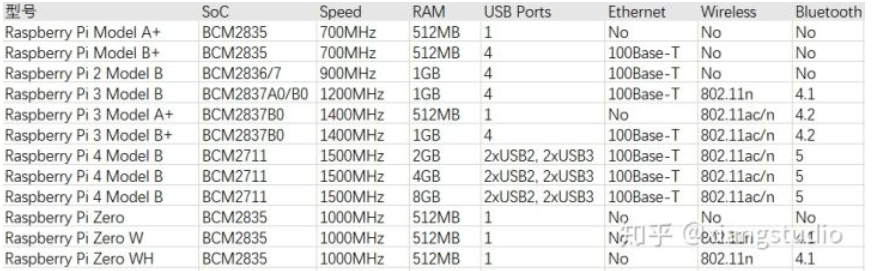 型号 SoC Speed RAM USB Ports Ethernet Wireless Bluetooth
Raspberry Pi Model A+ BCM2835 700MHz 512MB 1 No No No
Raspberry Pi Model B+ BCM2835 700MHz 512MB 4 100Base-T No No
Raspberry Pi 2 Model B BCM2836/7 900MHz 1GB 4 100Base-T No No
Raspberry Pi 3 Model B BCM2837A0/B0 1200MHz 1GB 4 100Base-T 802.11n 4.1
Raspberry Pi 3 Model A+ BCM2837B0 1400MHz 512MB 1 No 802.11ac/n 4.2
Raspberry Pi 3 Model B+ BCM2837B0 1400MHz 1GB 4 100Base-T 802.11ac/n 4.2
Raspberry Pi 4 Model B BCM2711 1500MHz 2GB 2xUSB2, 2xUSB3 100Base-T 802.11ac/n 5
Raspberry Pi 4 Model B BCM2711 1500MHz 4GB 2xUSB2, 2xUSB3 100Base-T 802.11ac/n 5
Raspberry Pi 4 Model B BCM2711 1500MHz 8GB 2xUSB2, 2xUSB3 100Base-T 802.11ac/n 5
Raspberry Pi Zero BCM2835 1000MHz 512MB 1 No No No
Raspberry Pi Zero W BCM2835 1000MHz 512MB 1 No 802.11n 4.1
Raspberry Pi Zero WH BCM2835 1000MHz 512MB 1 No 802.11n 4.1
知乎